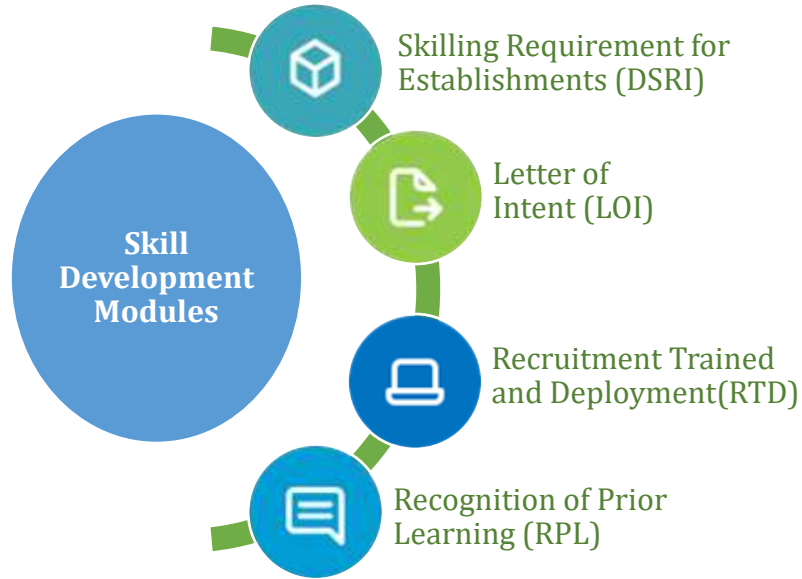 Skill
Development
Modules
Skilling Requirement for
Establishments (DSRI)
Letter of
Intent (LOI)
Recruitment Trained
and Deployment(RTD)
Recognition of Prior
Learning (RPL)